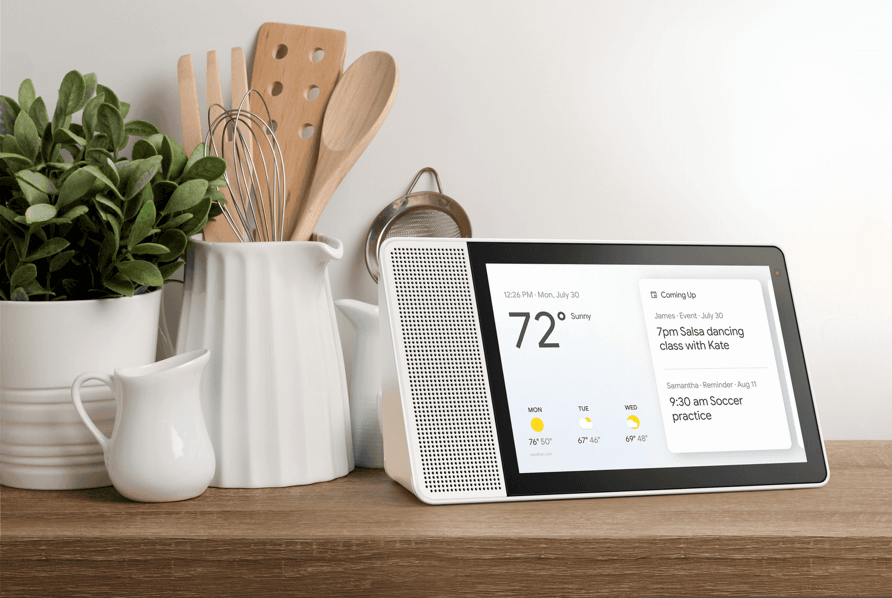 12:26 PM · Mon, July 30
72° Sunny
MON TUE WED
76° 50° 67° 46° 69° 48°
weather.com
Coming Up
James · Event · July 30
7pm Salsa dancing
class with Kate
Samantha · Reminder · Aug 11
9:30 am Soccer
practice